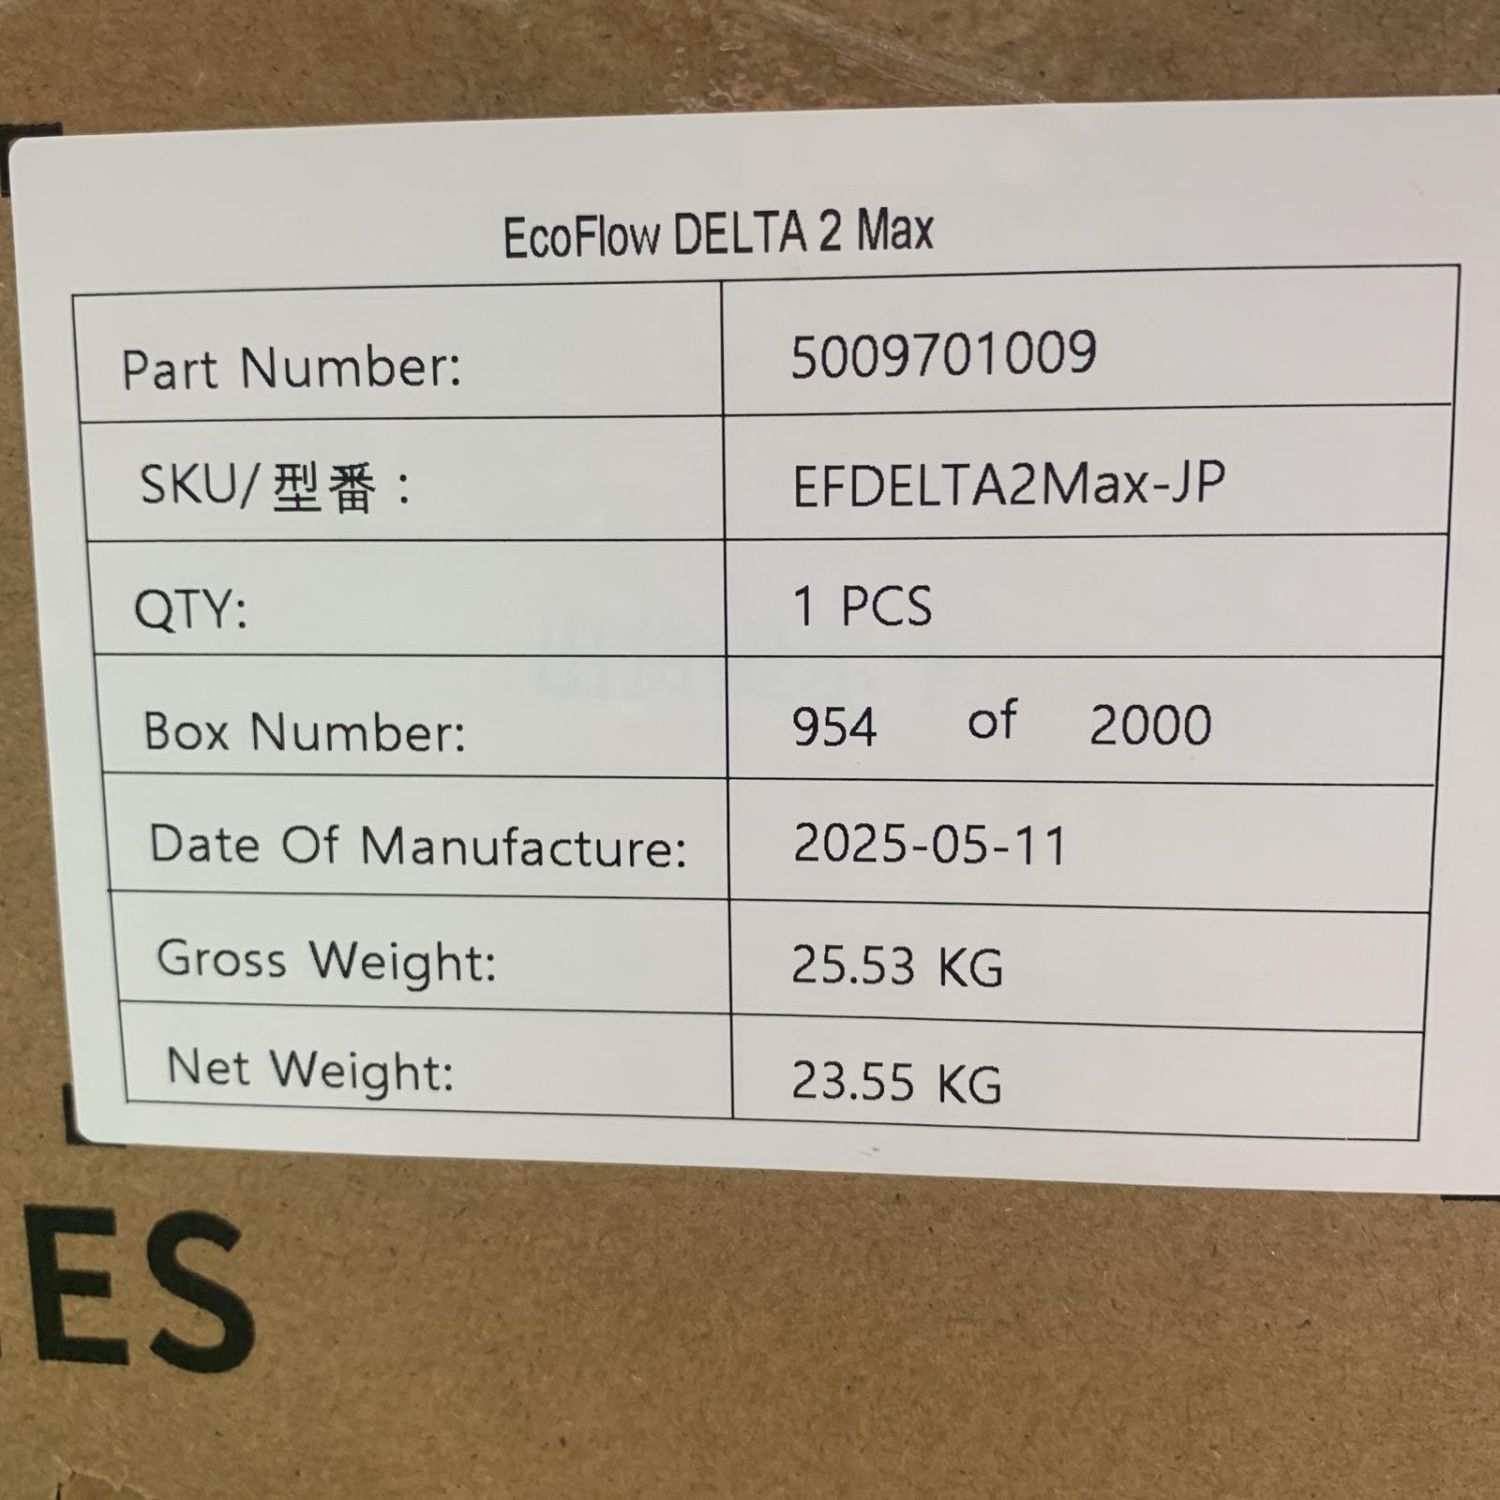 EcoFlow DELTA 2 Max
Part Number: 5009701009
SKU/型番: EFDELTA2Max-JP
QTY: 1 PCS
Box Number: 954 of 2000
Date Of Manufacture: 2025-05-11
Gross Weight: 25.53 KG
Net Weight: 23.55 KG
ES